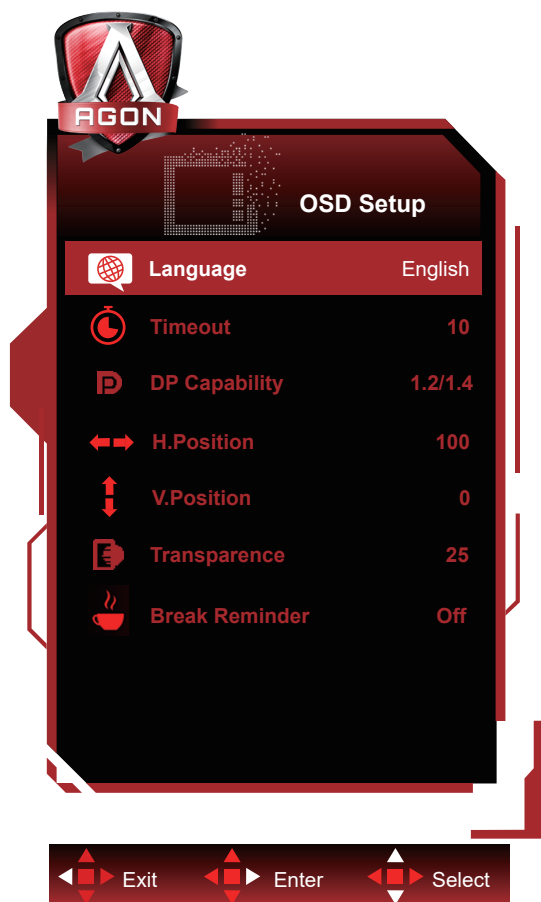 AGON
OSD Setup
Language English
Timeout 10
DP Capability 1.2/1.4
H.Position 100
V.Position 0
Transparence 25
Break Reminder Off
Exit Enter Select